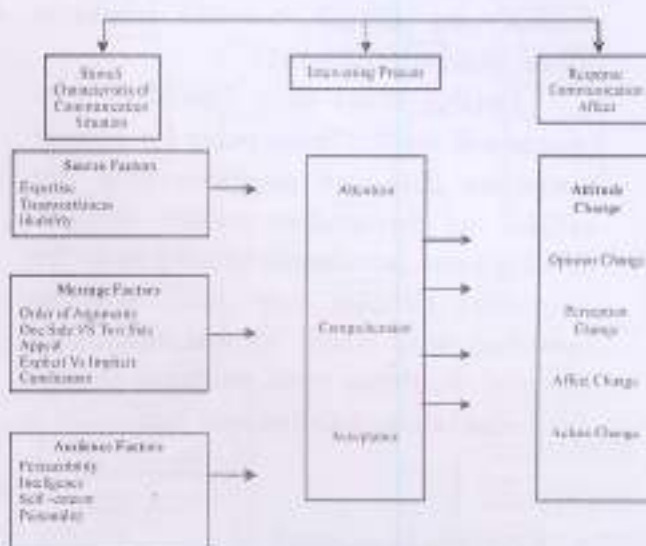 Stimuli
Characteristic of
Communication
Situation
Intervening Process
Response
Communication
Affect
Source Factors
Expertise
Trustworthiness
likability
Message Factors
Order of Arguments
One Side VS Two Side
Appeal
Explicit Vs Implicit
Conclusions
Audience Factors
Persuasibility
Intelligence
Self -esteem
Personality
Attention
Comprehension
Acceptance
Attitude
Change
Opinion Change
Perception
Change
Affect Change
Action Change